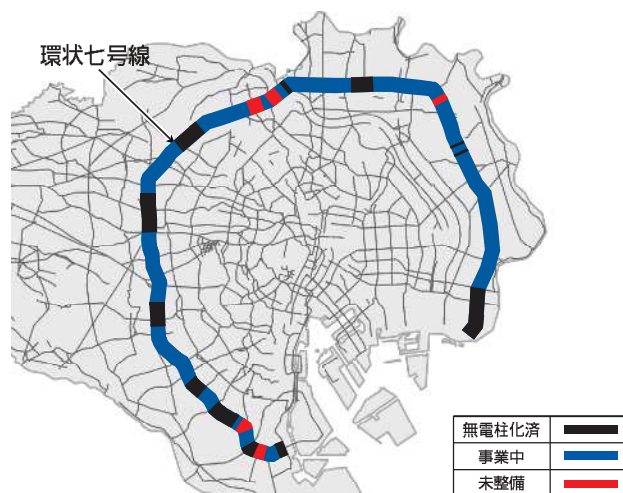 環状七号線
無電柱化済
事業中
未整備